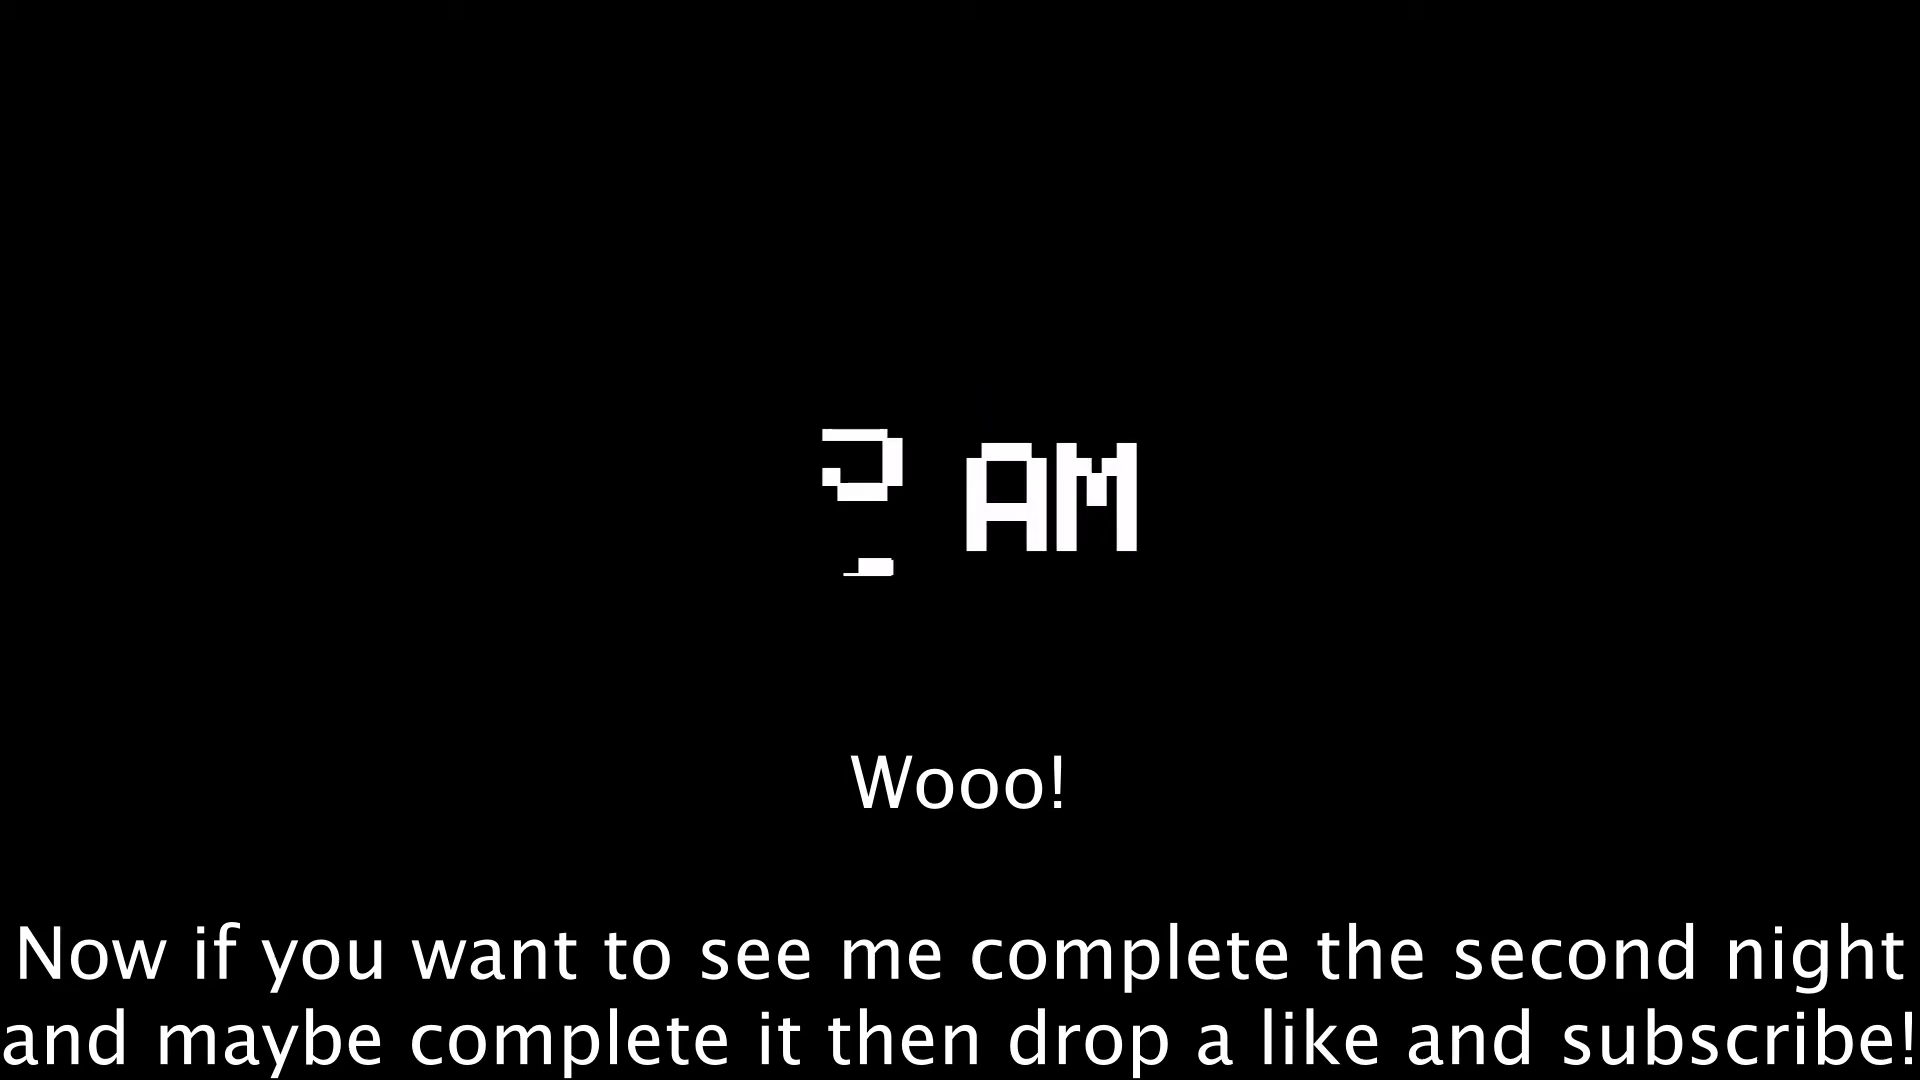 AM
Wooo!
Now if you want to see me complete the second night
and maybe complete it then drop a like and subscribe!